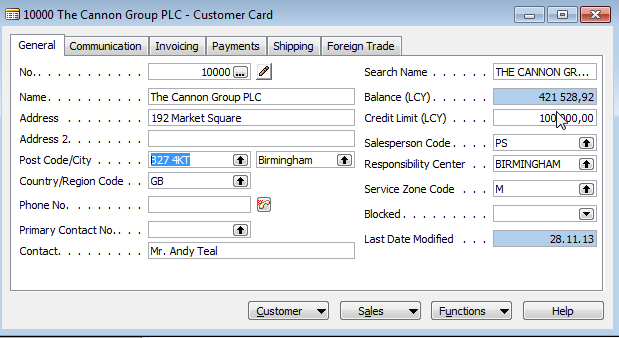 10000 The Cannon Group PLC - Customer Card
General Communication Invoicing Payments Shipping Foreign Trade
No. . . . . . . . . . . . 10000 ...
Name. . . . . . . . . . . The Cannon Group PLC
Address . . . . . . . . . 192 Market Square
Address 2. . . . . . . . .
Post Code/City . . . . . . B27 4KT Birmingham
Country/Region Code . . GB
Phone No. . . . . . . . .
Primary Contact No. . . .
Contact. . . . . . . . . . Mr. Andy Teal
Search Name . . . . . . THE CANNON GR...
Balance (LCY) . . . . . . 421 528,92
Credit Limit (LCY) . . . . 100 000,00
Salesperson Code . . . . PS
Responsibility Center . . BIRMINGHAM
Service Zone Code . . . M
Blocked. . . . . . . . . .
Last Date Modified . . . 28.11.13
Customer Sales Functions Help